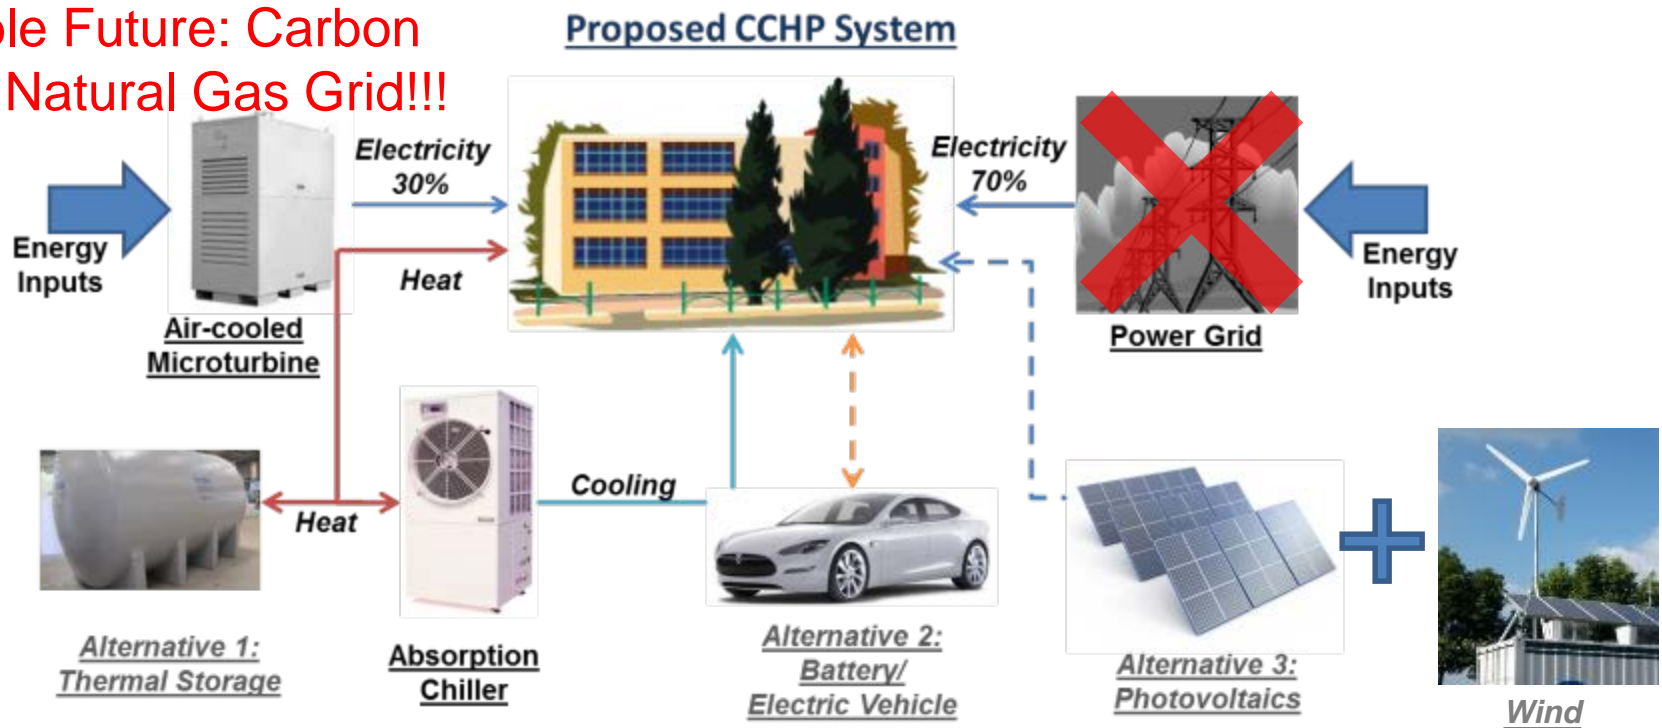 ble Future: Carbon
Natural Gas Grid!!!
Proposed CCHP System
Electricity
30%
Electricity
70%
Energy
Inputs
Heat
Energy
Inputs
Air-cooled
Microturbine
Power Grid
Cooling
Heat
Alternative 1:
Thermal Storage
Absorption
Chiller
Alternative 2:
Battery/
Electric Vehicle
Alternative 3:
Photovoltaics
Wind